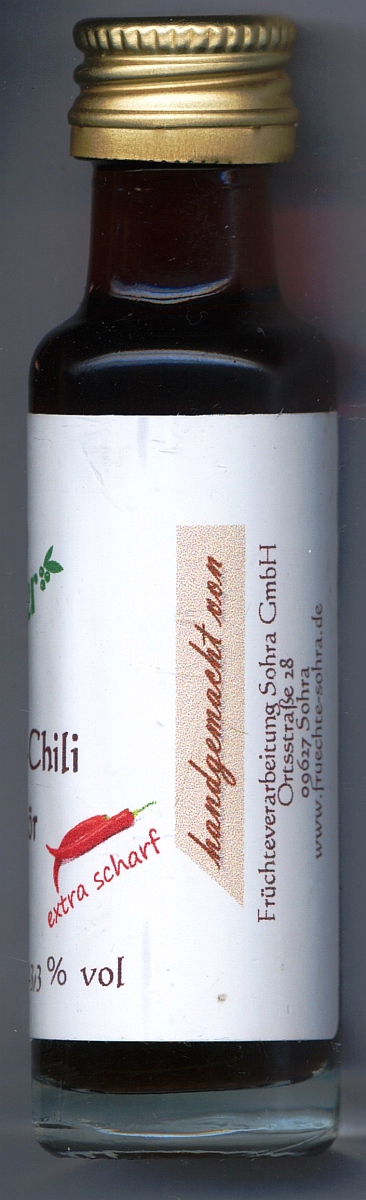 Chili
extra scharf
% vol
handgemacht von
Früchteverarbeitung Sohra GmbH
Ortsstraße 28
09627 Sohra
www.fruechte-sohra.de